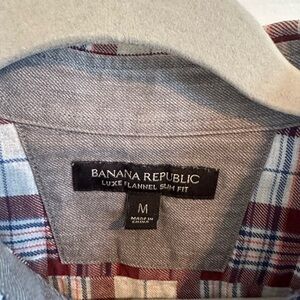 BANANA REPUBLIC
LUXE FLANNEL SLIM FIT
M
MADE IN
CHINA